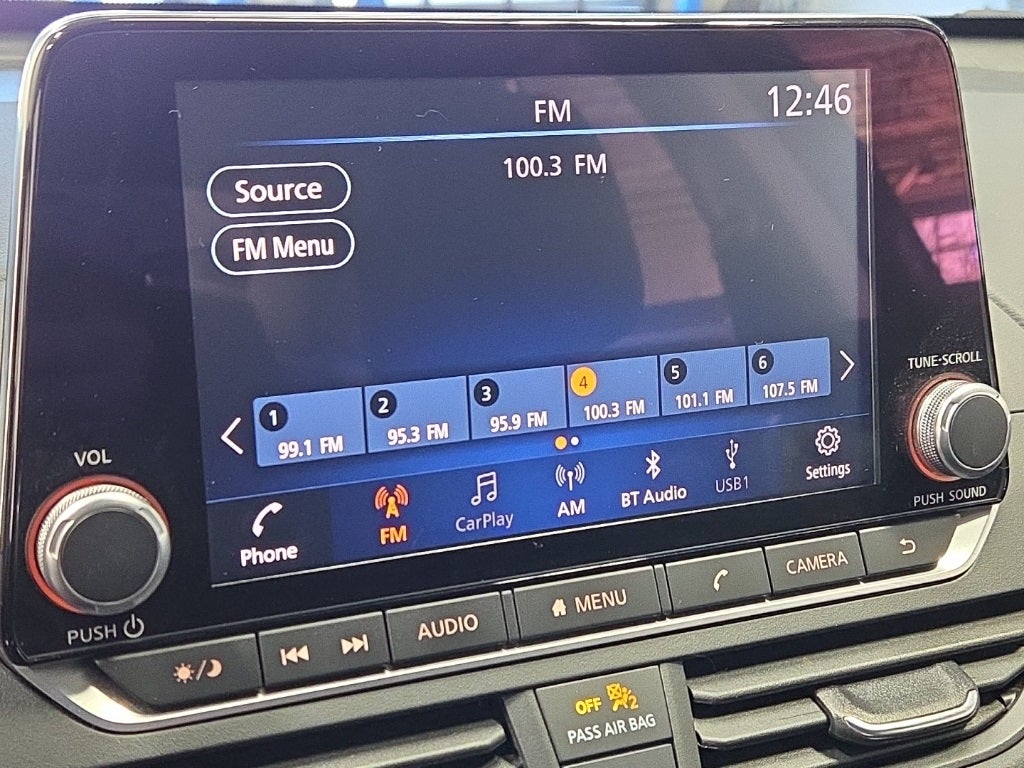 FM
12:46
100.3 FM
Source
FM Menu
1
99.1 FM
2
95.3 FM
3
95.9 FM
4
100.3 FM
5
101.1 FM
6
107.5 FM
Phone
FM
CarPlay
AM
BT Audio
USB1
Settings
VOL
PUSH
TUNE·SCROLL
PUSH SOUND
AUDIO
MENU
CAMERA
OFF 2
PASS AIR BAG